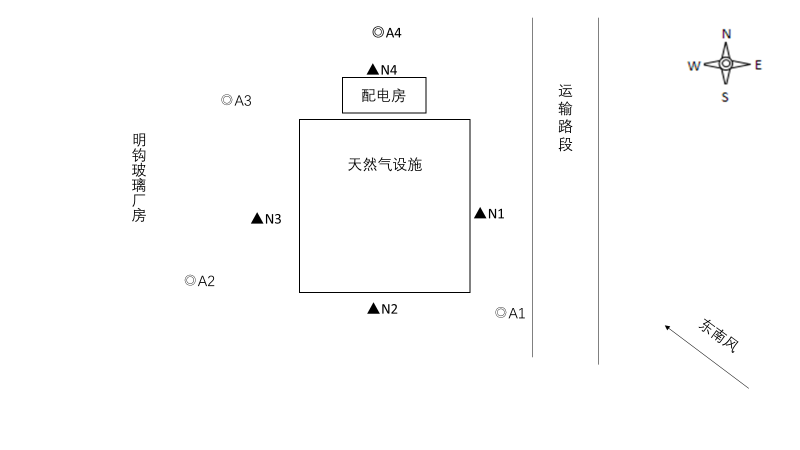 ◎A4
▲N4
配电房
◎A3
天然气设施
明钧玻璃厂房
▲N3
▲N1
◎A2
▲N2
◎A1
运输路段
N
W
E
S
东南风